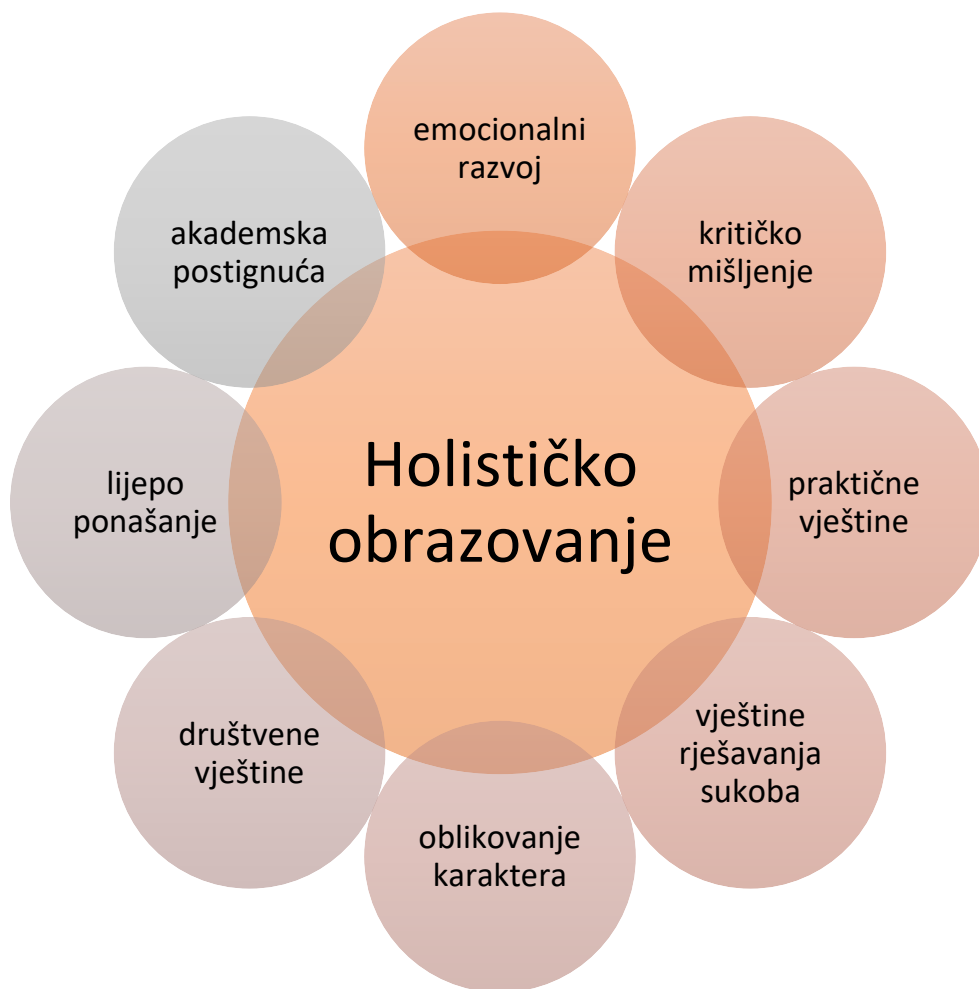 emocionalni
razvoj
kritičko
mišljenje
praktične
vještine
vještine
rješavanja
sukoba
oblikovanje
karaktera
društvene
vještine
lijepo
ponašanje
akademska
postignuća
Holističko
obrazovanje